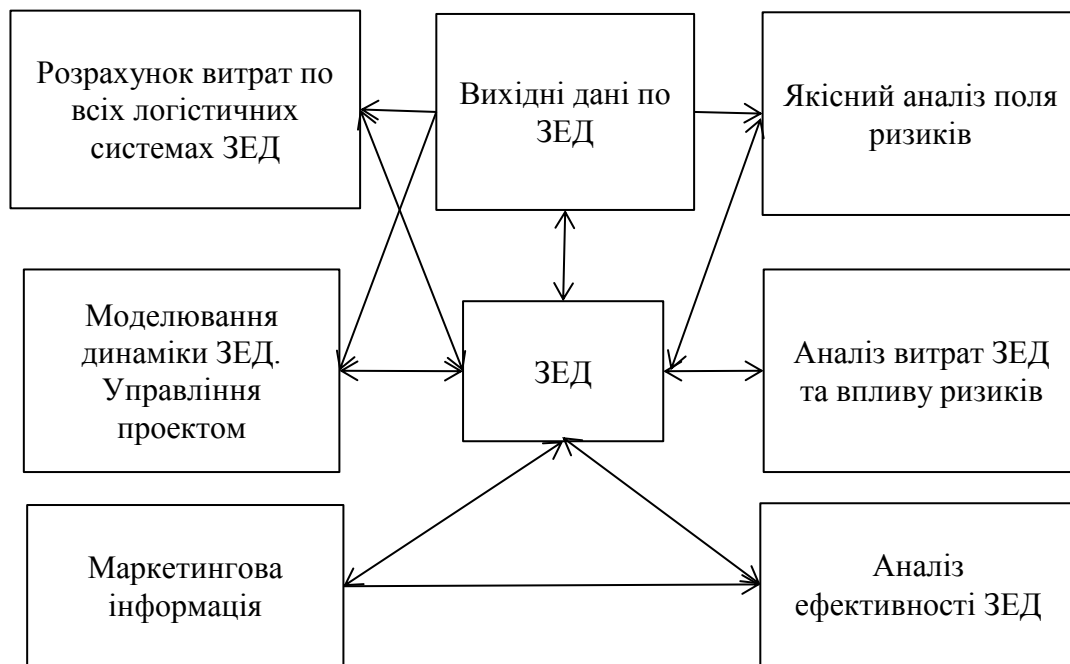 Розрахунок витрат по
всіх логістичних
системах ЗЕД
Вихідні дані по
ЗЕД
Якісний аналіз поля
ризиків
Моделювання
динаміки ЗЕД.
Управління
проектом
ЗЕД
Аналіз витрат ЗЕД
та впливу ризиків
Маркетингова
інформація
Аналіз
ефективності ЗЕД